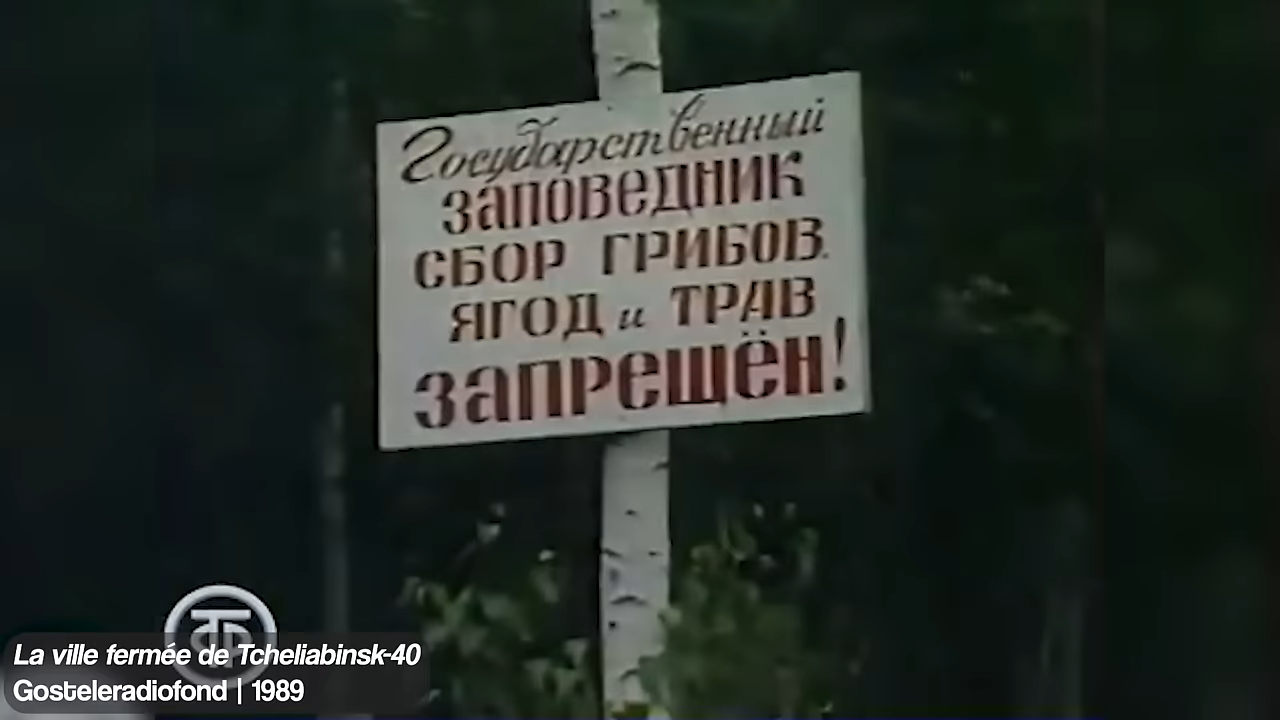 Государственный
ЗАПОВЕДНИК
СБОР ГРИБОВ.
ЯГОД и ТРАВ
ЗАПРЕЩЁН!
La ville fermée de Tcheliabinsk-40
Gosteleradiofond | 1989